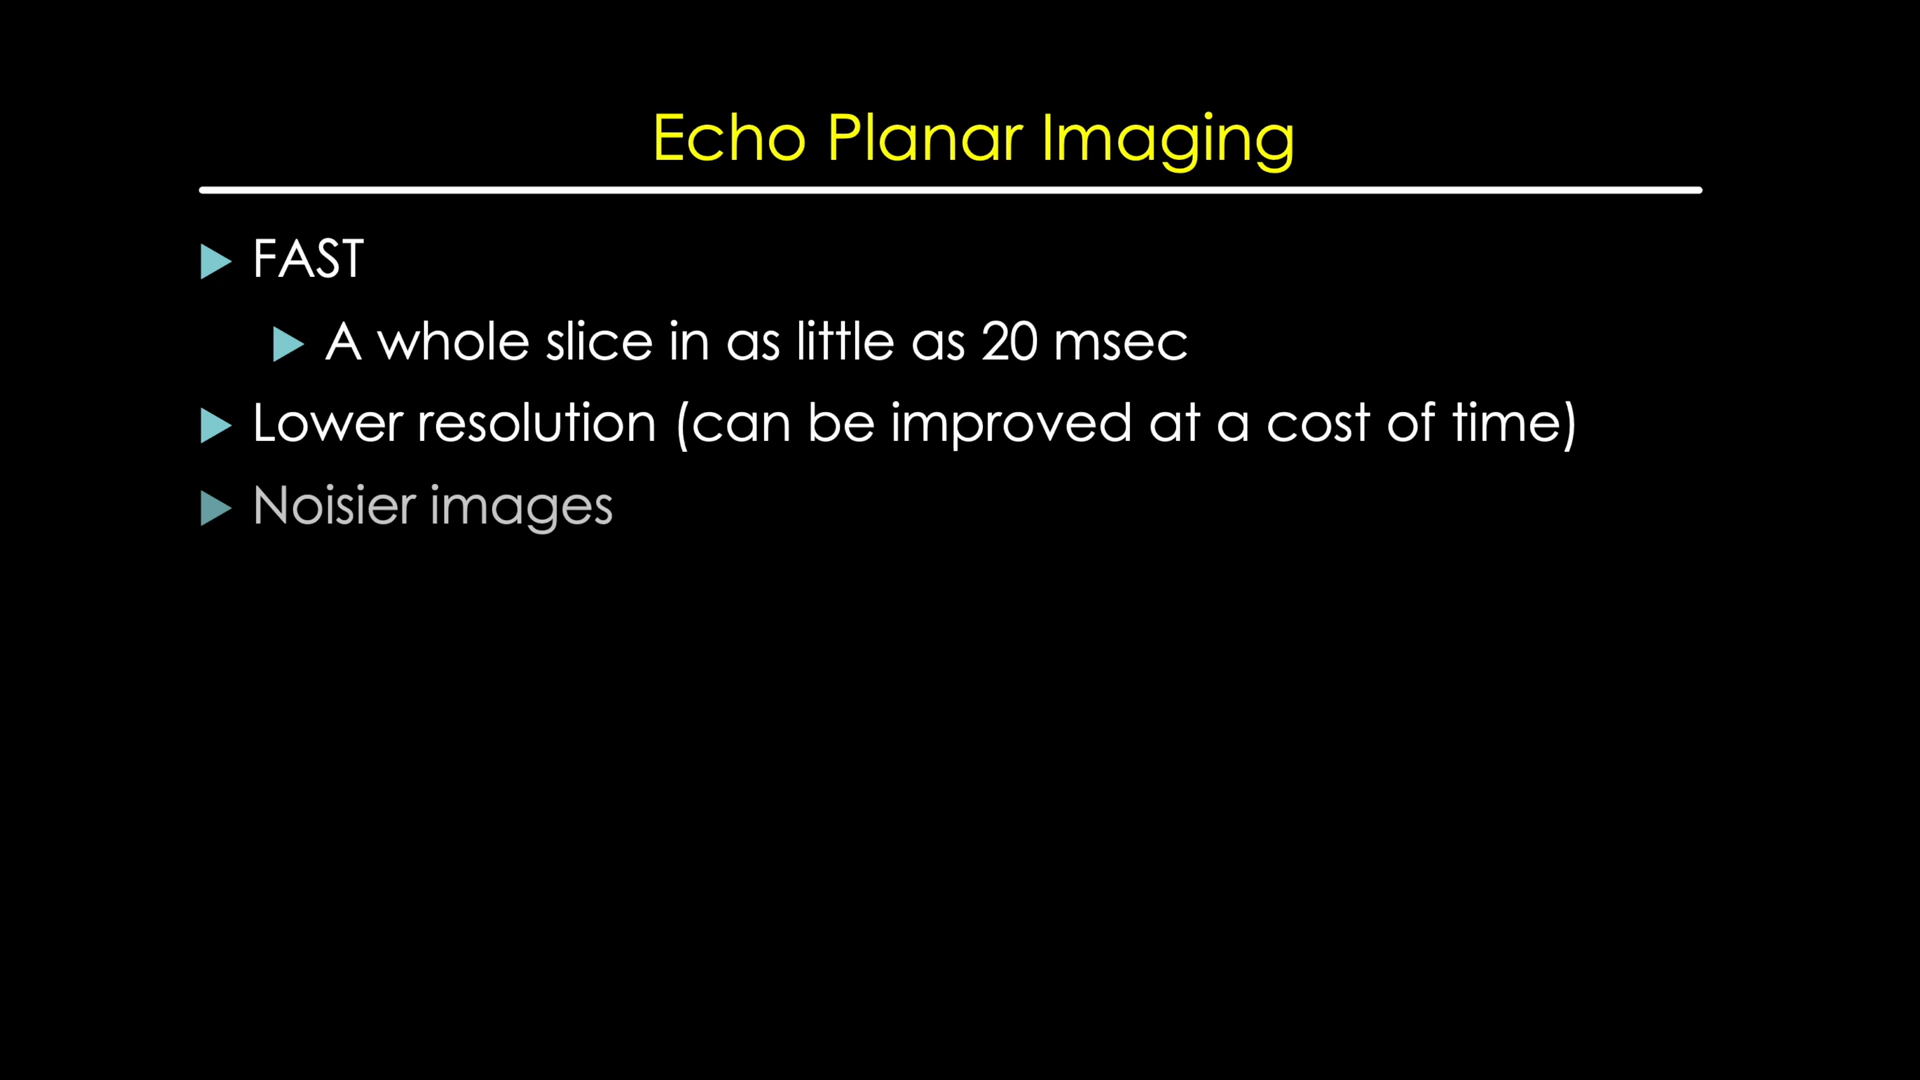 Echo Planar Imaging
FAST
A whole slice in as little as 20 msec
Lower resolution (can be improved at a cost of time)
Noisier images